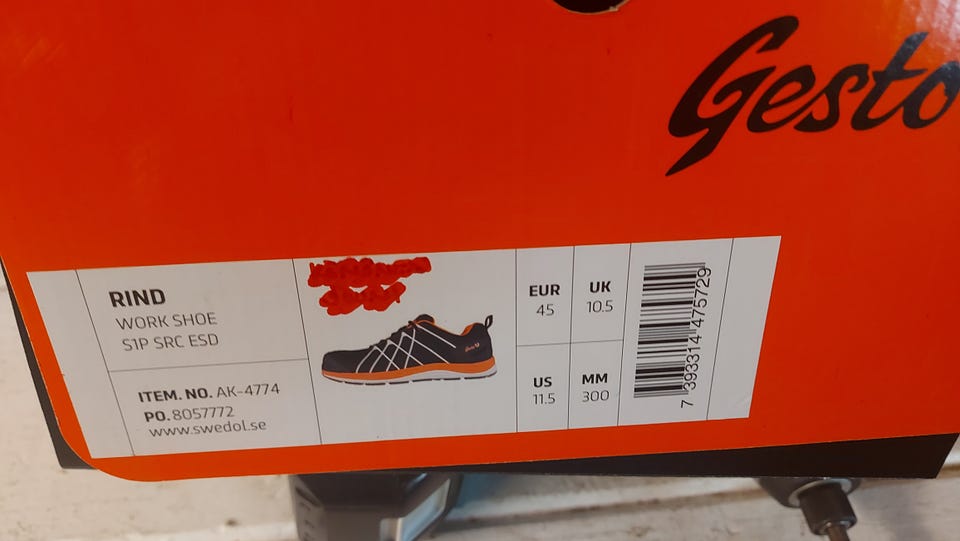 Gesto
RIND
WORK SHOE
S1P SRC ESD
ITEM. NO. AK-4774
PO. 8057772
www.swedol.se
EUR
45
UK
10.5
US
11.5
MM
300
7 393314 475729